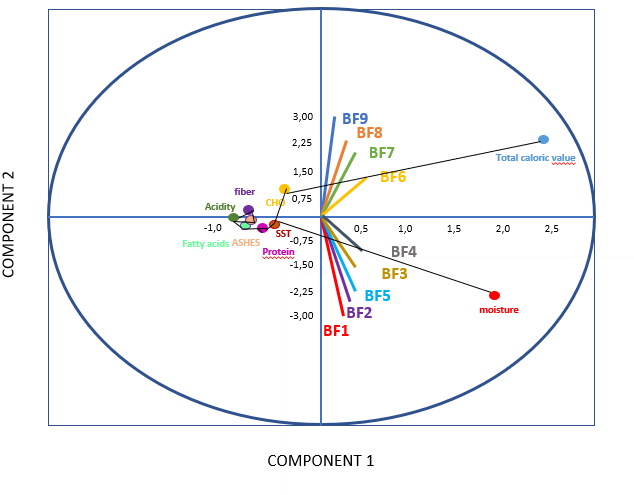 COMPONENT 2
3,00
BF9
2,25
BF8
BF7
Total caloric value
1,50
BF6
fiber
CHO
0,75
Acidity
-1,0
0,5
1,0
1,5
2,0
2,5
SST
Fatty acids
ASHES
Protein
-0,75
BF4
-1,50
BF3
-2,25
BF5
moisture
-3,00
BF2
BF1
COMPONENT 1